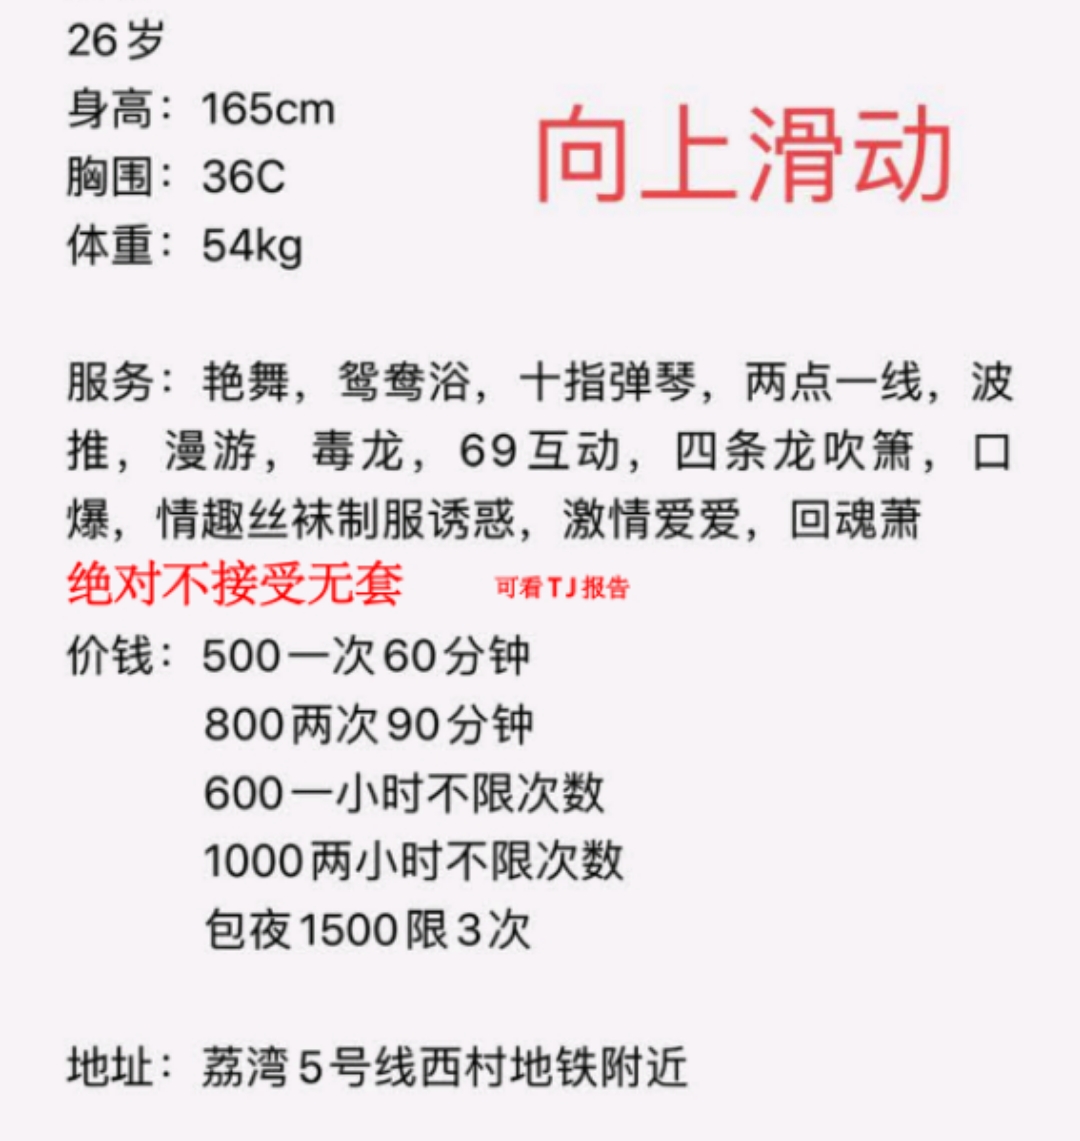 26岁
身高：165cm
向上滑动
胸围：36C
体重：54kg
服务：艳舞，鸳鸯浴，十指弹琴，两点一线，波
推，漫游，毒龙，69互动，四条龙吹箫，口
爆，情趣丝袜制服诱惑，激情爱爱，回魂萧
绝对不接受无套 可看TJ报告
价钱：500一次60分钟
800两次90分钟
600一小时不限次数
1000两小时不限次数
包夜1500限3次
地址：荔湾5号线西村地铁附近